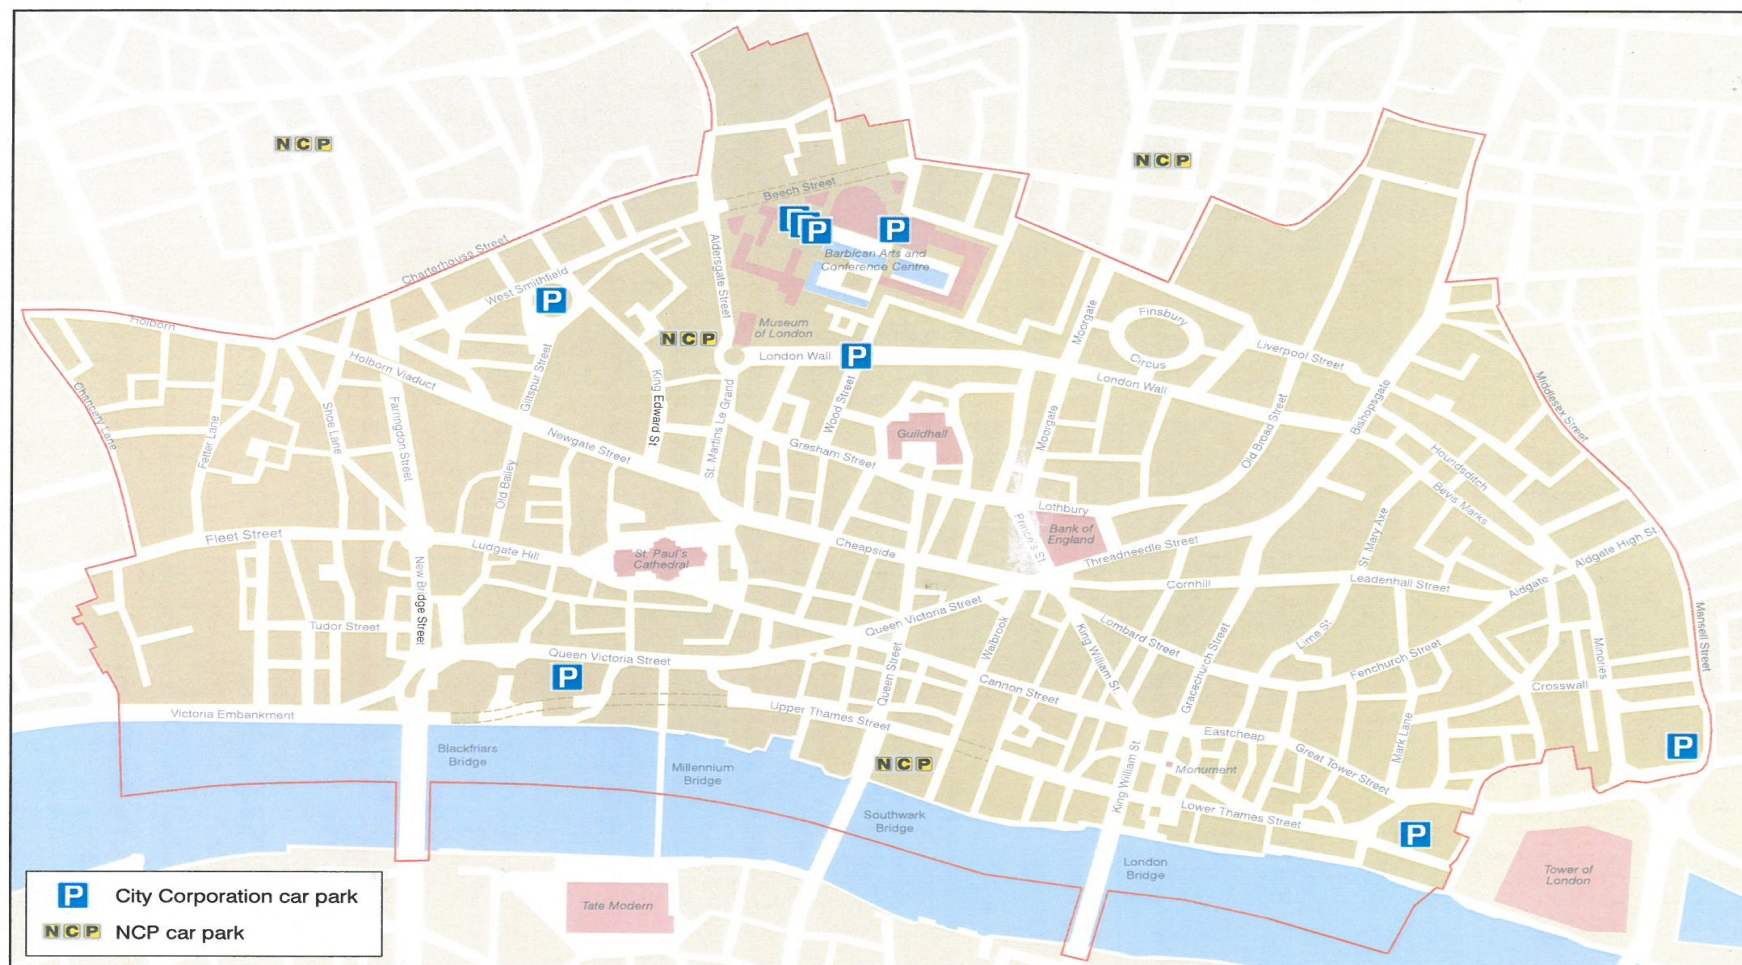 NCP
NCP
Beech Street
P
P
Barbican Arts and
Conference Centre
Charterhouse Street
Aldersgate Street
West Smithfield
P
Holborn
Museum
of London
NCP
London Wall
P
Moorgate
Finsbury
Circus
Liverpool Street
London Wall
Holborn Viaduct
Giltspur Street
King Edward St.
St. Martins Le Grand
Wood Street
Chancery Lane
Fetter Lane
Shoe Lane
Farringdon Street
Newgate Street
Old Bailey
Gresham Street
Guildhall
Moorgate
Old Broad Street
Bishopsgate
Middlesex Street
Houndsditch
Bevis Marks
Lothbury
Prince's St.
Bank of
England
Threadneedle Street
St. Mary Axe
Aldgate High St.
Aldgate
Fleet Street
Ludgate Hill
St. Paul's
Cathedral
Cheapside
Cornhill
Leadenhall Street
New Bridge Street
Tudor Street
Queen Victoria Street
Queen Victoria Street
Queen Street
Walbrook
King William St.
Lombard Street
Gracechurch Street
Lime St.
Fenchurch Street
Minories
Mansell Street
Crosswall
P
Cannon Street
Upper Thames Street
Victoria Embankment
Eastcheap
Great Tower Street
Mark Lane
P
Blackfriars
Bridge
Millennium
Bridge
NCP
Monument
King William St.
Lower Thames Street
P
Southwark
Bridge
London
Bridge
Tower of
London
Tate Modern
P City Corporation car park
NCP NCP car park